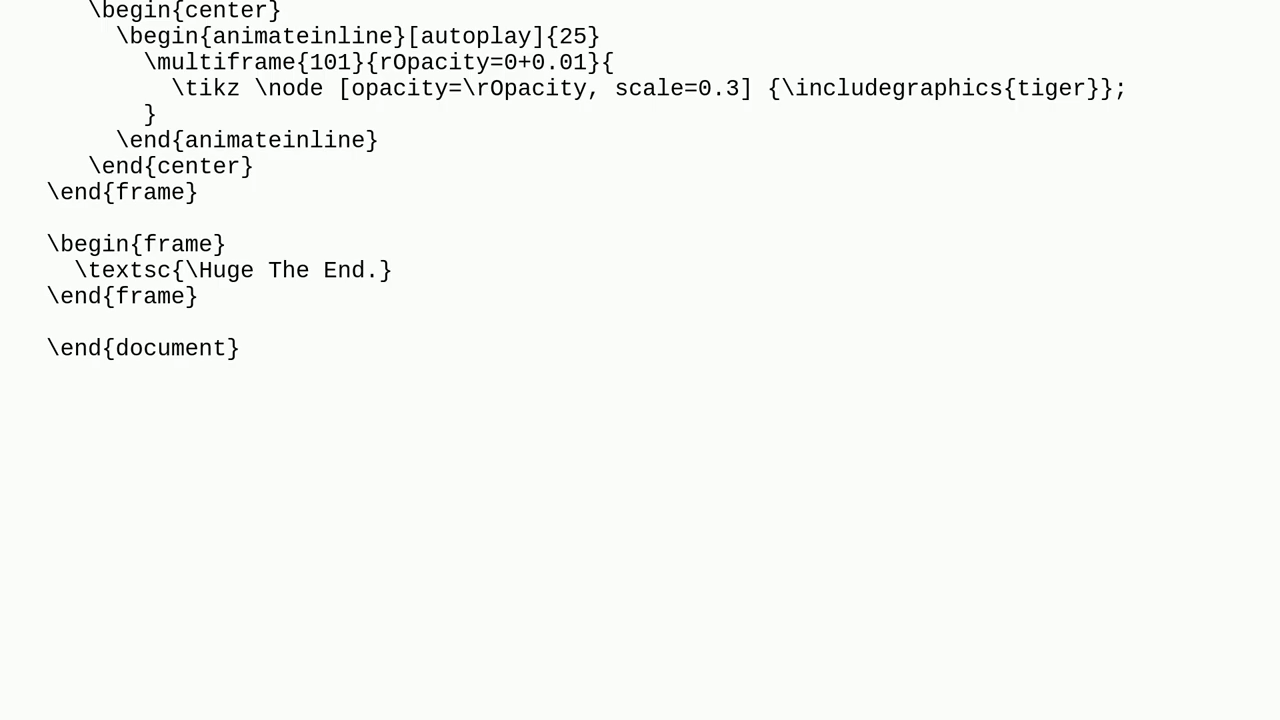 \begin{center}
\begin{animateinline}[autoplay]{25}
\multiframe{101}{rOpacity=0+0.01}{
\tikz \node [opacity=\rOpacity, scale=0.3] {\includegraphics{tiger}};
}
\end{animateinline}
\end{center}
\end{frame}
\begin{frame}
\textsc{\Huge The End.}
\end{frame}
\end{document}